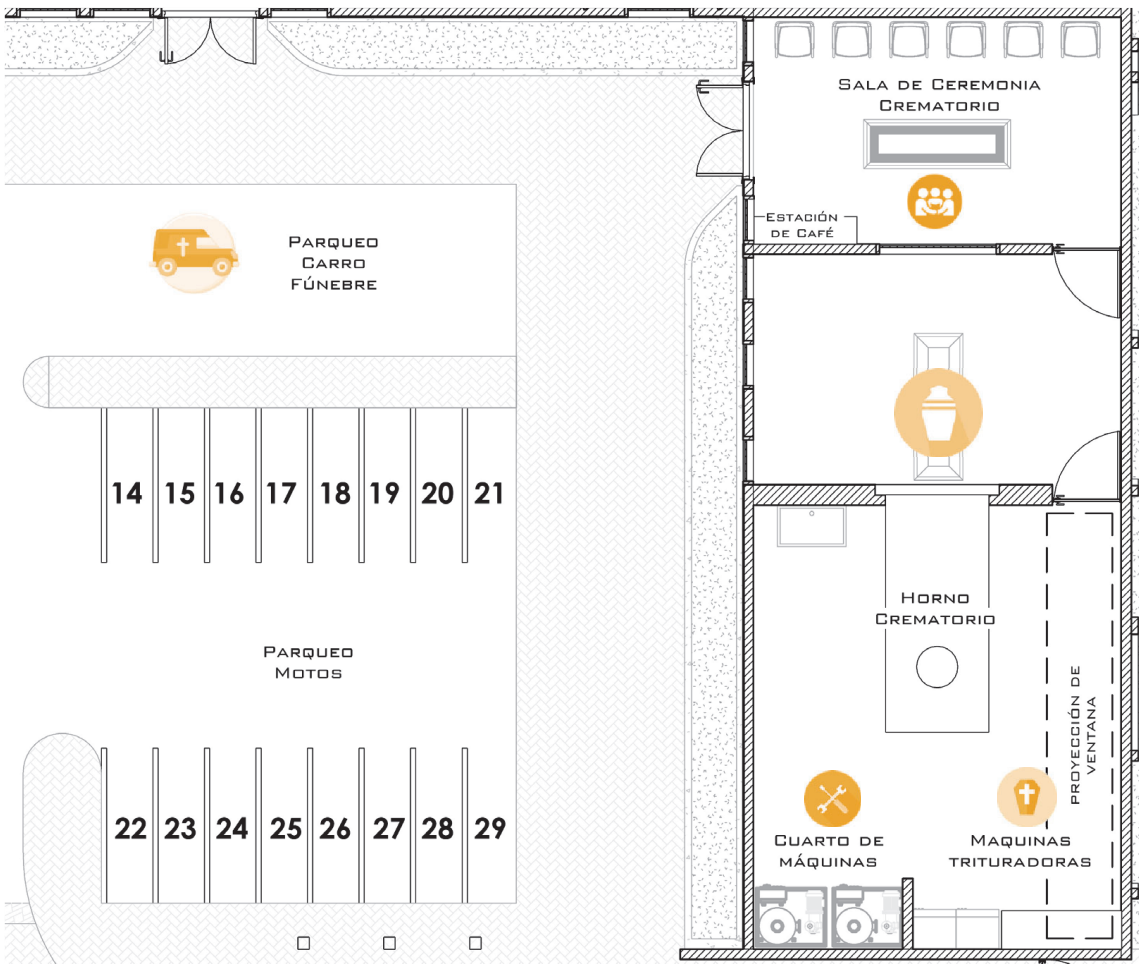 SALA DE CEREMONIA
CREMATORIO
ESTACIÓN
DE CAFÉ
PARQUEO
CARRO
FÚNEBRE
14 15 16 17 18 19 20 21
PARQUEO
MOTOS
22 23 24 25 26 27 28 29
HORNO
CREMATORIO
PROYECCIÓN DE
VENTANA
CUARTO DE
MÁQUINAS
MAQUINAS
TRITURADORAS